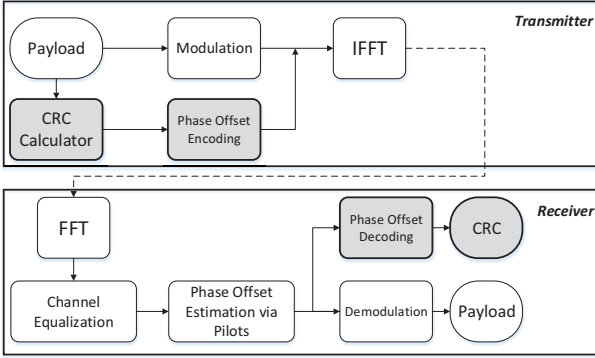 Transmitter
Payload
Modulation
IFFT
CRC
Calculator
Phase Offset
Encoding
Receiver
FFT
Phase Offset
Decoding
CRC
Channel
Equalization
Phase Offset
Estimation via
Pilots
Demodulation
Payload